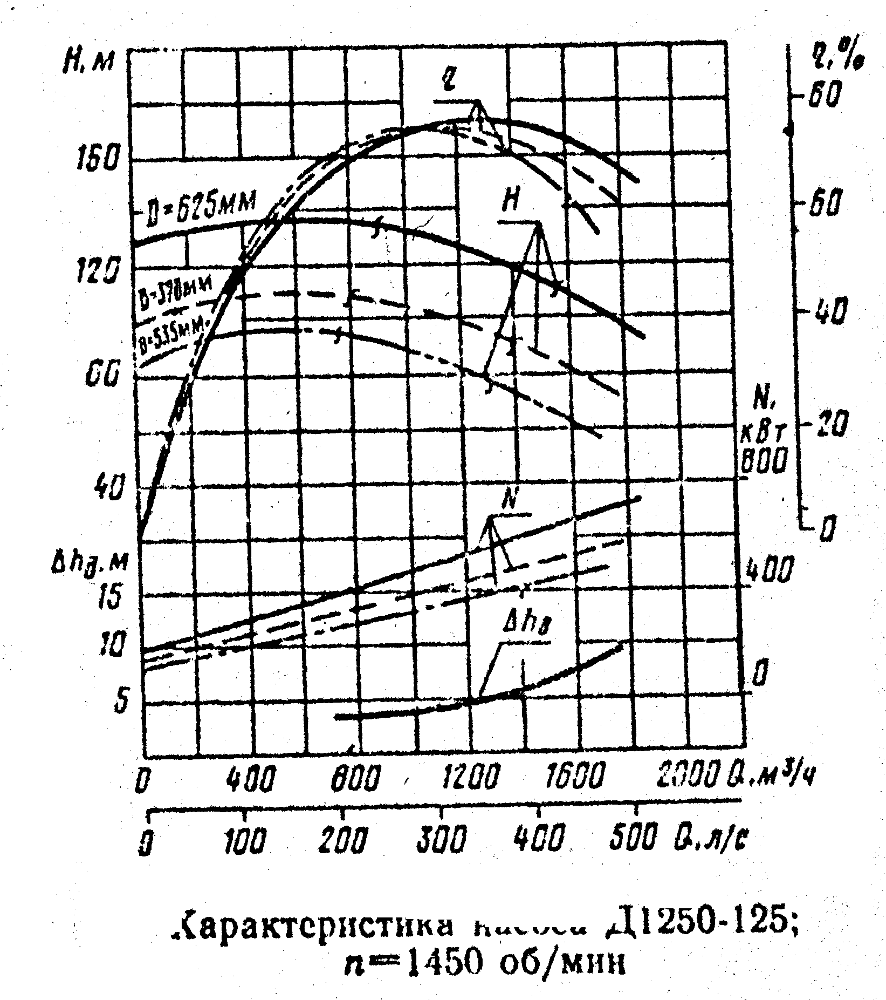 H, м
η, %
η
80
160
60
D=625мм
H
120
D=570мм
D=535мм
40
80
N,
кВт
20
800
40
N
0
Δhд, м
400
15
Δhд
10
0
5
0 400 800 1200 1600 2000 Q, м³/ч
0 100 200 300 400 500 Q, л/с
Характеристика насоса Д1250-125;
n=1450 об/мин